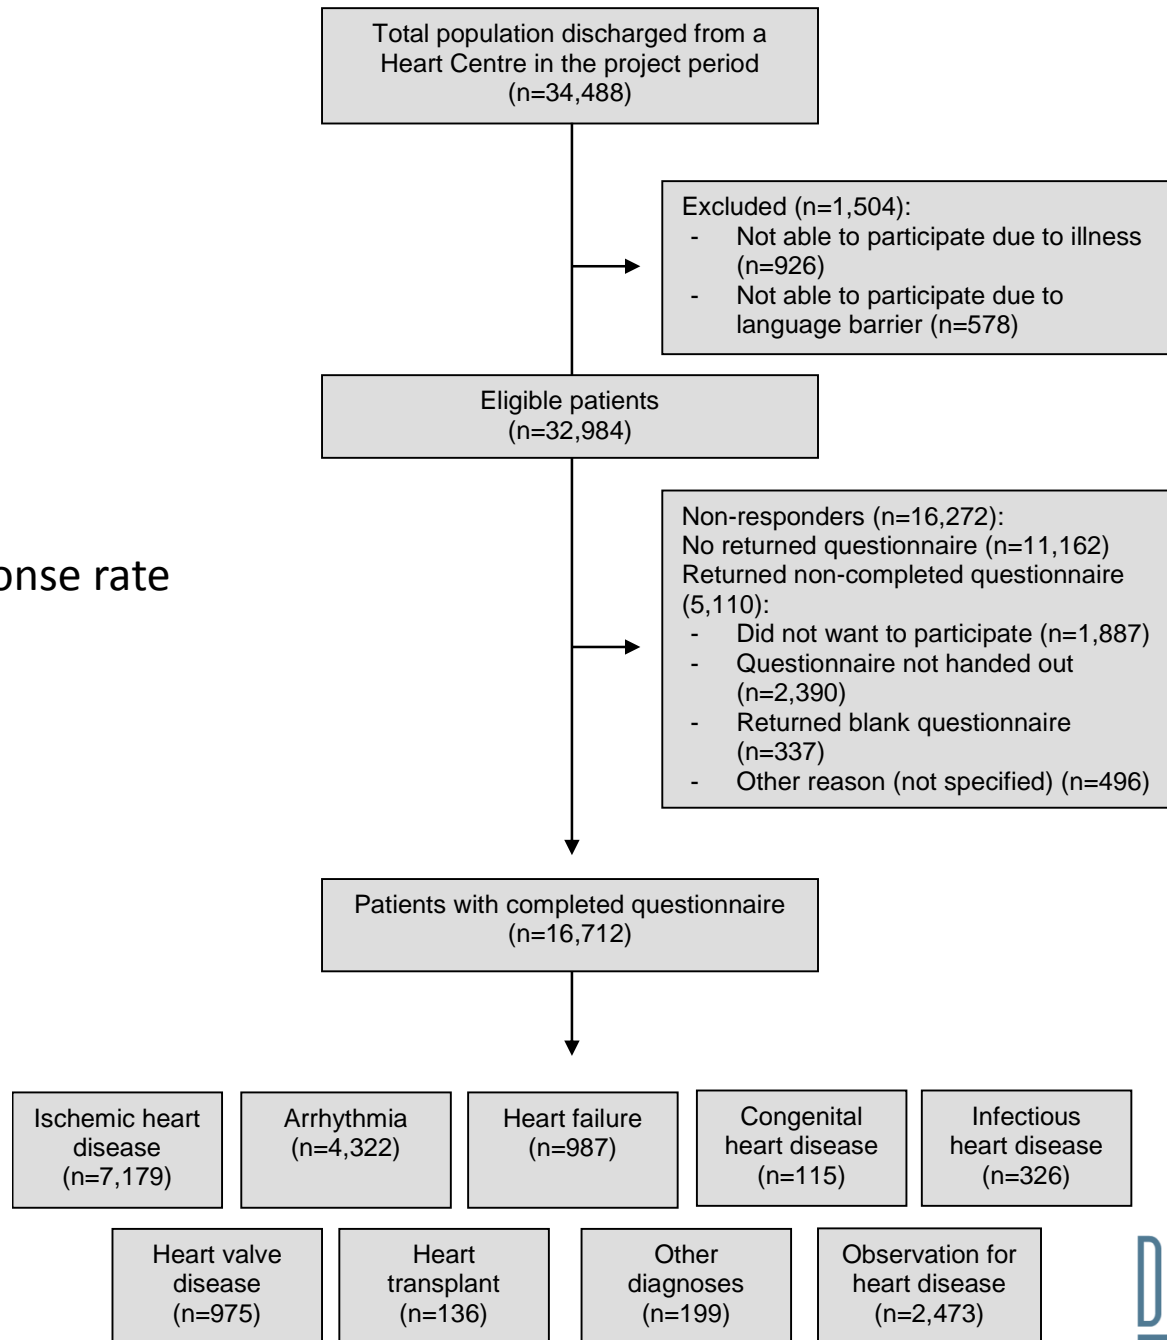 Total population discharged from a
Heart Centre in the project period
(n=34,488)
Excluded (n=1,504):
- Not able to participate due to illness
(n=926)
- Not able to participate due to
language barrier (n=578)
Eligible patients
(n=32,984)
Non-responders (n=16,272):
No returned questionnaire (n=11,162)
Returned non-completed questionnaire
(5,110):
- Did not want to participate (n=1,887)
- Questionnaire not handed out
(n=2,390)
- Returned blank questionnaire
(n=337)
- Other reason (not specified) (n=496)
onse rate
Patients with completed questionnaire
(n=16,712)
Ischemic heart
disease
(n=7,179)
Arrhythmia
(n=4,322)
Heart failure
(n=987)
Congenital
heart disease
(n=115)
Infectious
heart disease
(n=326)
Heart valve
disease
(n=975)
Heart
transplant
(n=136)
Other
diagnoses
(n=199)
Observation for
heart disease
(n=2,473)